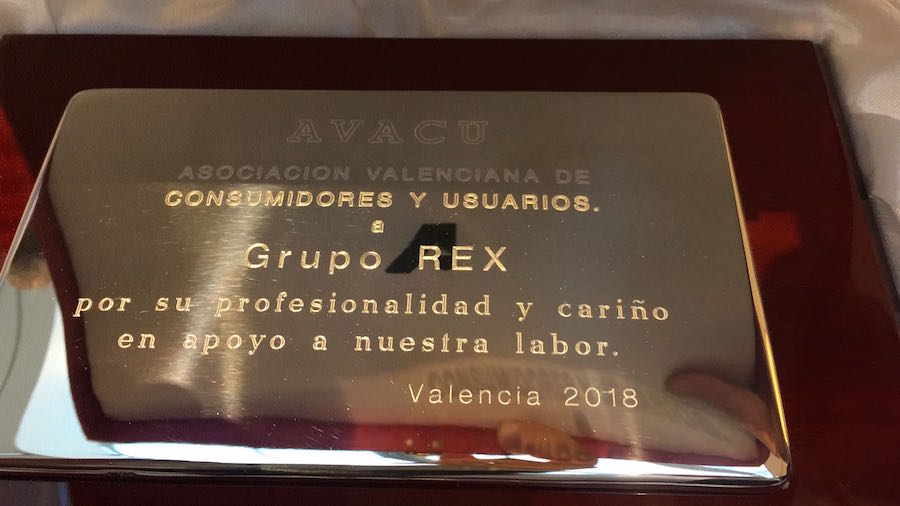 AVACU
ASOCIACION VALENCIANA DE
CONSUMIDORES Y USUARIOS.
a
Grupo REX
por su profesionalidad y cariño
en apoyo a nuestra labor.
Valencia 2018